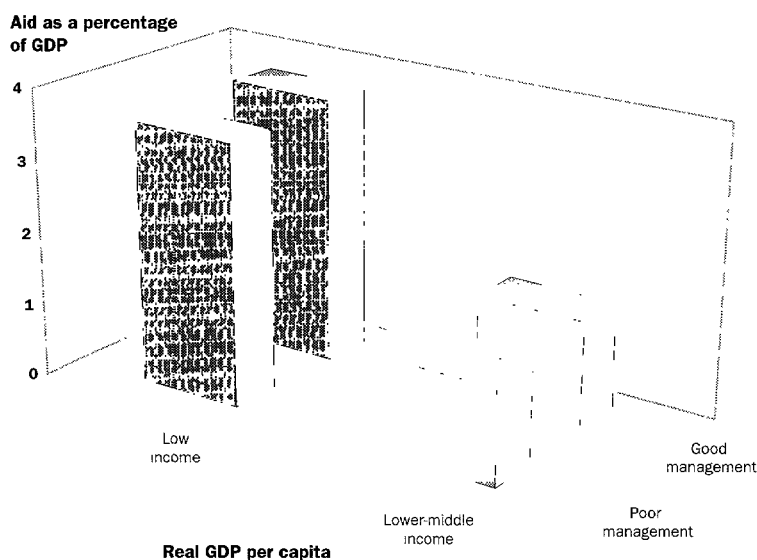 Aid as a percentage
of GDP
4
3
2
1
0
Low
income
Good
management
Lower-middle
income
Poor
management
Real GDP per capita